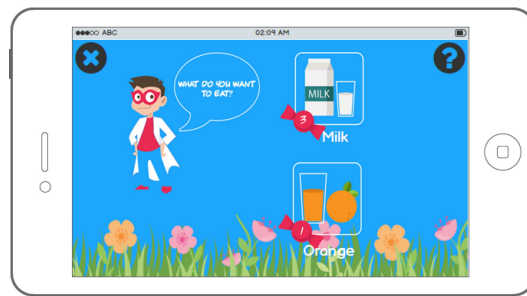 ABC 02:09 AM
WHAT DO YOU WANT
TO EAT?
MILK
3
Milk
1
Orange
?